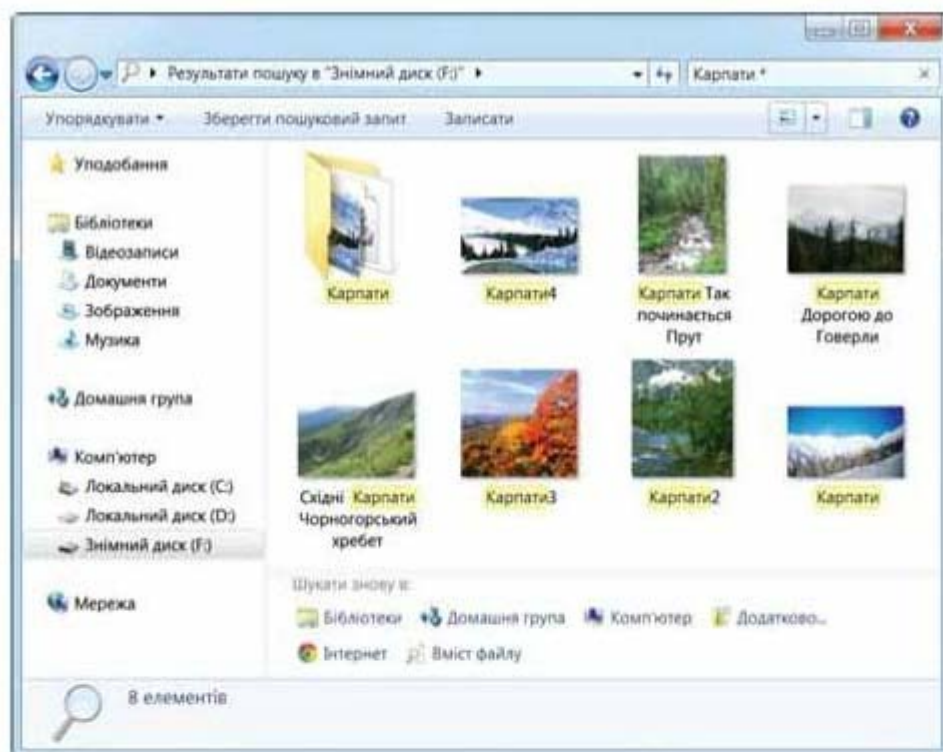 Результати пошуку в "Знімний диск (F:)"
Карпати *
Упорядкувати
Зберегти пошуковий запит
Записати
Уподобання
Бібліотеки
Відеозаписи
Документи
Зображення
Музика
Домашня група
Комп'ютер
Локальний диск (C:)
Локальний диск (D:)
Знімний диск (F:)
Мережа
Карпати
Карпати4
Карпати Так
починається
Прут
Карпати
Дорогою до
Говерли
Східні Карпати
Чорногорський
хребет
Карпати3
Карпати2
Карпати
Шукати знову в:
Бібліотеки
Домашня група
Комп'ютер
Додатково...
Інтернет
Вміст файлу
8 елементів